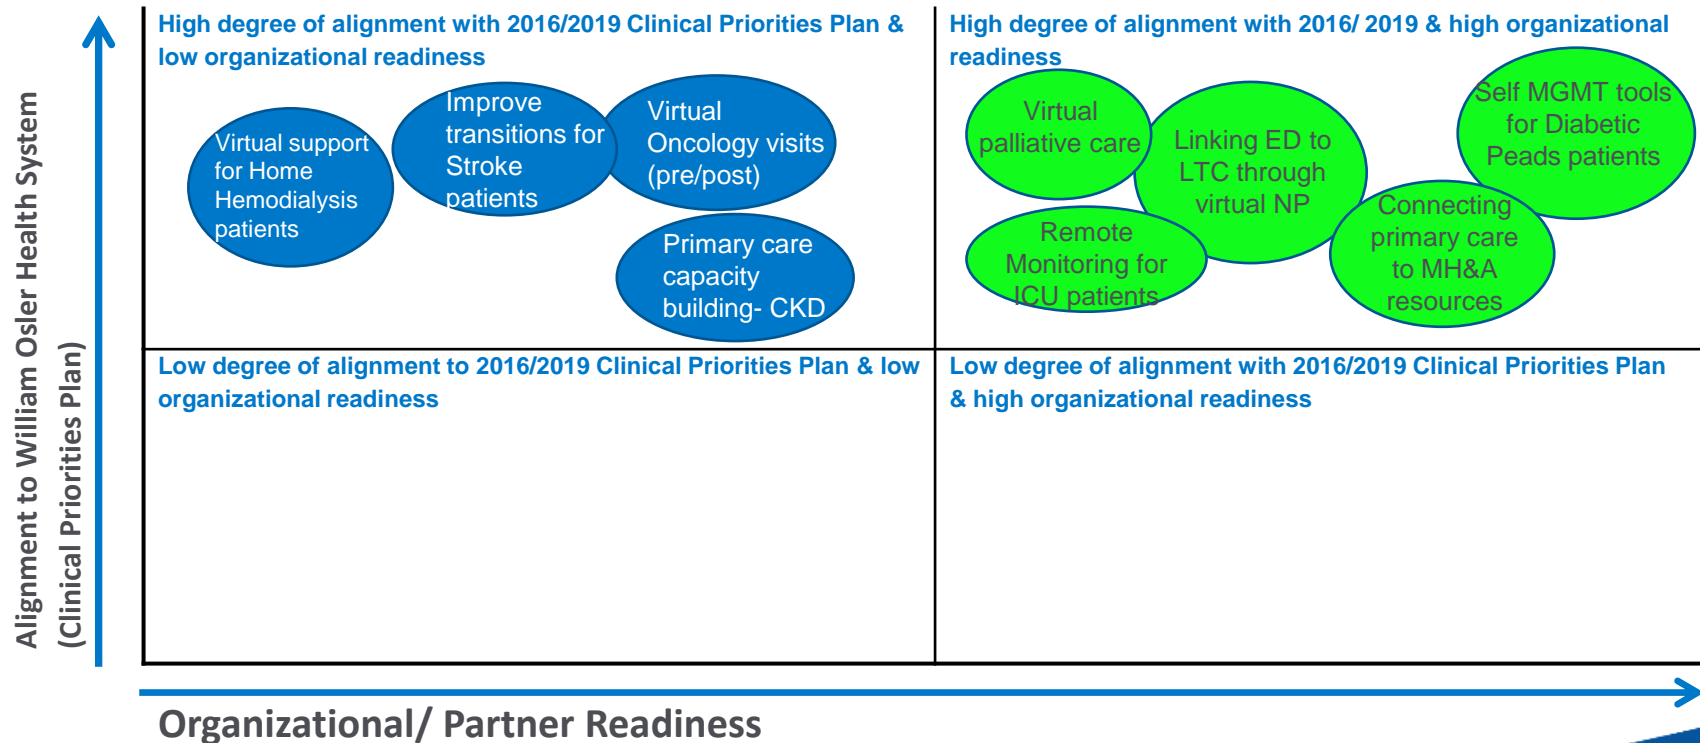 Alignment to William Osler Health System
(Clinical Priorities Plan)
High degree of alignment with 2016/2019 Clinical Priorities Plan &
low organizational readiness
Virtual support
for Home
Hemodialysis
patients
Improve
transitions for
Stroke
patients
Virtual
Oncology visits
(pre/post)
Primary care
capacity
building- CKD
High degree of alignment with 2016/ 2019 & high organizational
readiness
Virtual
palliative care
Linking ED to
LTC through
virtual NP
Self MGMT tools
for Diabetic
Peads patients
Remote
Monitoring for
ICU patients
Connecting
primary care
to MH&A
resources
Low degree of alignment to 2016/2019 Clinical Priorities Plan & low
organizational readiness
Low degree of alignment with 2016/2019 Clinical Priorities Plan
& high organizational readiness
Organizational/ Partner Readiness